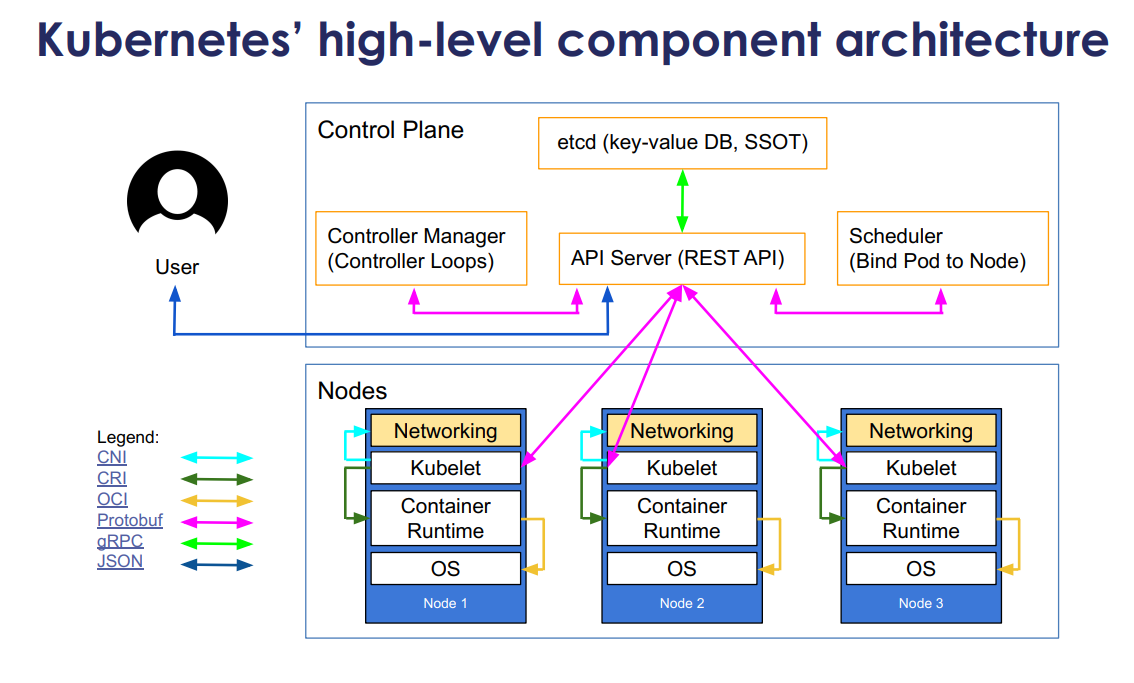 Kubernetes’ high-level component architecture
Control Plane
etcd (key-value DB, SSOT)
Controller Manager
(Controller Loops)
API Server (REST API)
Scheduler
(Bind Pod to Node)
User
Nodes
Networking
Kubelet
Container
Runtime
OS
Node 1
Networking
Kubelet
Container
Runtime
OS
Node 2
Networking
Kubelet
Container
Runtime
OS
Node 3
Legend:
CNI
CRI
OCI
Protobuf
gRPC
JSON